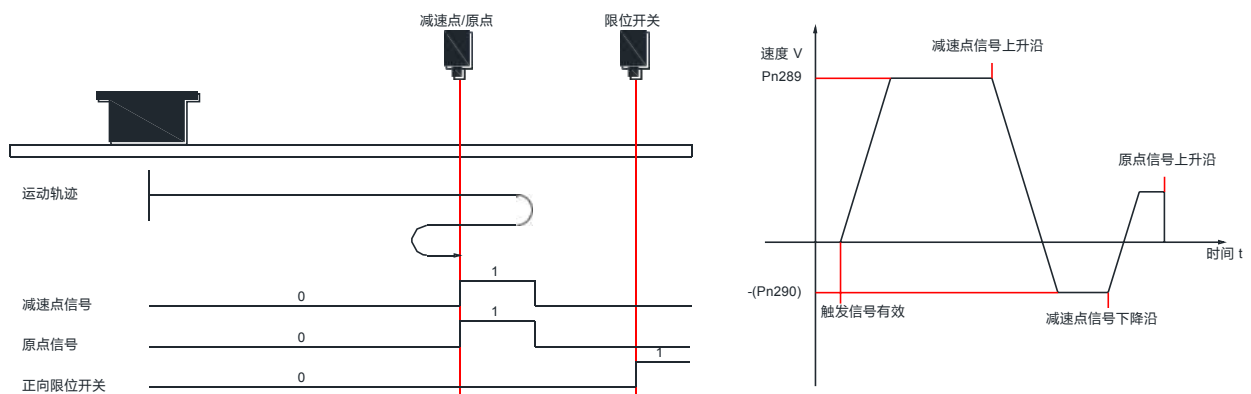 减速点/原点
限位开关
运动轨迹
1
0
减速点信号
1
0
原点信号
1
0
正向限位开关
减速点信号上升沿
速度 V
Pn289
原点信号上升沿
时间 t
-(Pn290)
触发信号有效
减速点信号下降沿